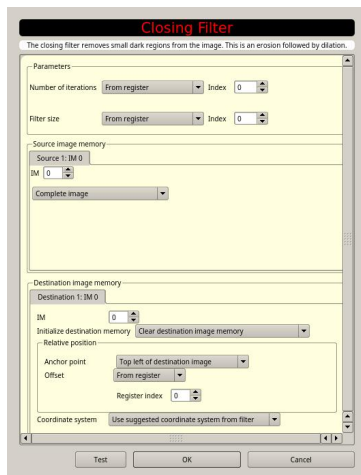 Closing Filter
The closing filter removes small dark regions from the image. This is an erosion followed by dilation.
Parameters
Number of iterations From register Index 0
Filter size From register Index 0
Source image memory
Source 1: IM 0
IM 0
Complete image
Destination image memory
Destination 1: IM 0
IM 0
Initialize destination memory Clear destination image memory
Relative position
Anchor point Top left of destination image
Offset From register
Register index 0
Coordinate system Use suggested coordinate system from filter
Test OK Cancel